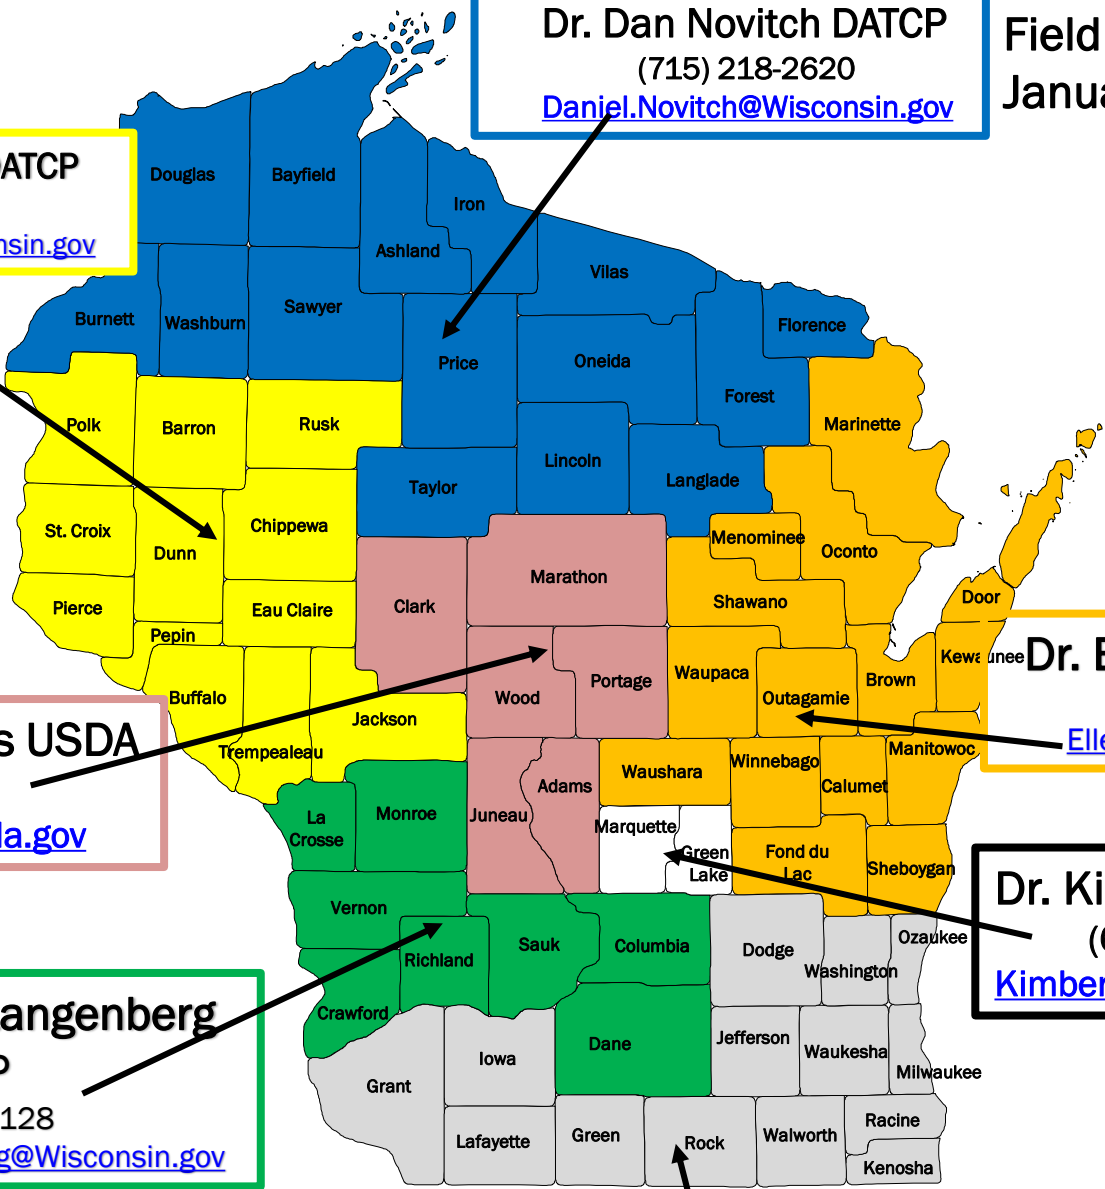 Dr. Dan Novitch DATCP
(715) 218-2620
Daniel.Novitch@Wisconsin.gov
Field
Janua
DATCP
nsin.gov
Douglas
Bayfield
Iron
Ashland
Vilas
Burnett
Washburn
Sawyer
Price
Oneida
Florence
Forest
Polk
Barron
Rusk
Marinette
Lincoln
Langlade
Taylor
St. Croix
Dunn
Chippewa
Menominee
Oconto
Marathon
Pierce
Eau Claire
Clark
Shawano
Door
Pepin
Kewaunee
Dr. E
Elle
Buffalo
Wood
Portage
Waupaca
Outagamie
Brown
Jackson
Trempealeau
s USDA
da.gov
Manitowoc
Winnebago
Waushara
Calumet
Adams
Juneau
Monroe
La
Crosse
Marquette
Green
Lake
Fond du
Lac
Sheboygan
Dr. Ki
(
Kimber
Vernon
Richland
Sauk
Columbia
Dodge
Washington
Ozaukee
Crawford
angenberg
P
128
g@Wisconsin.gov
Grant
Iowa
Dane
Jefferson
Waukesha
Milwaukee
Lafayette
Green
Rock
Walworth
Racine
Kenosha